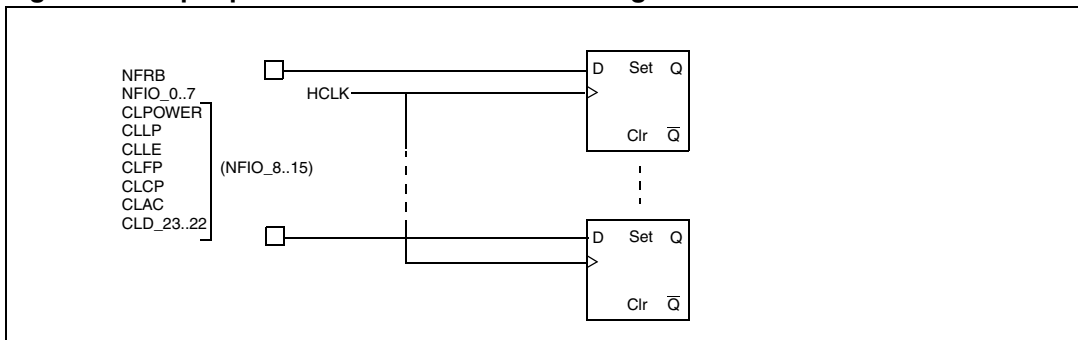 NFRB
NFIO_0..7
CLPOWER
CLLP
CLLE
CLFP
CLCP
CLAC
CLD_23..22
(NFIO_8..15)
HCLK
D Set Q
Clr Q̅
D Set Q
Clr Q̅